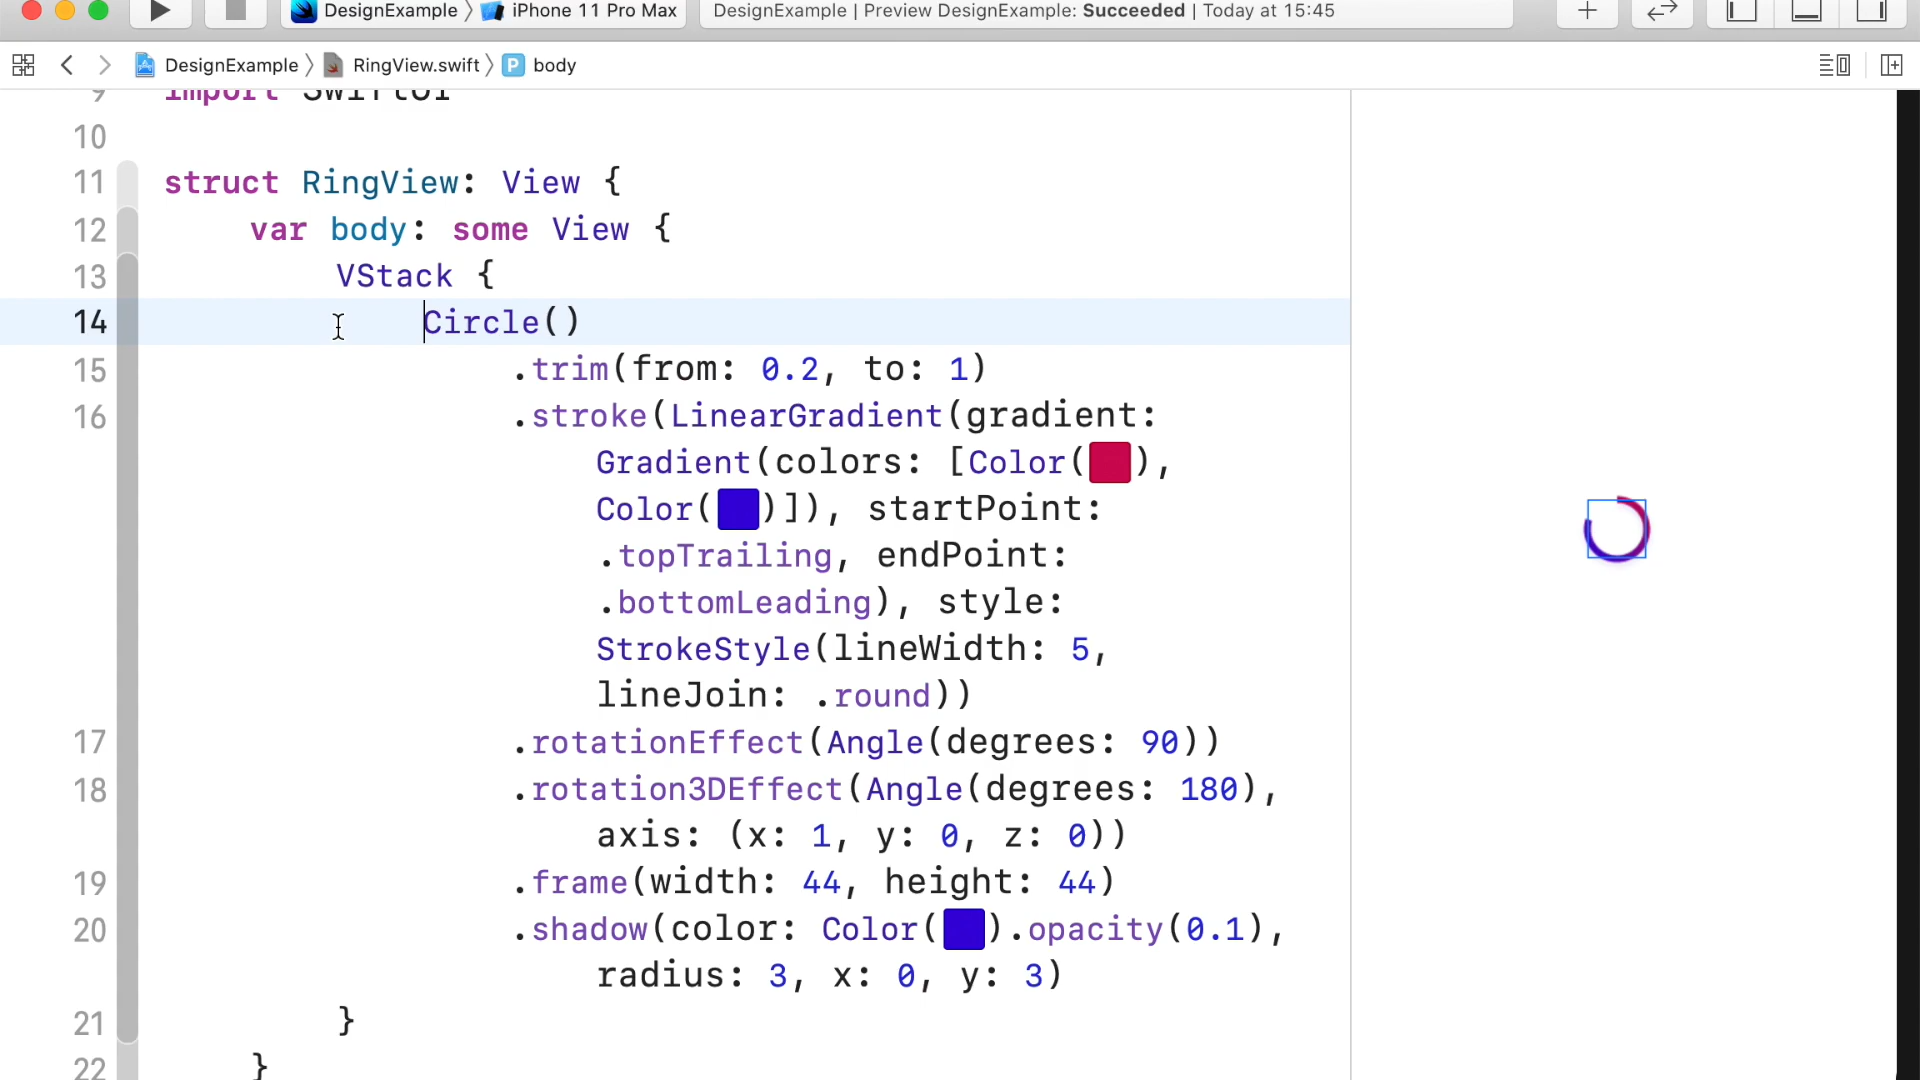 DesignExample 〉 iPhone 11 Pro Max DesignExample | Preview DesignExample: Succeeded | Today at 15:45
DesignExample 〉 RingView.swift 〉 P body
9 import SwiftUI
10
11 struct RingView: View {
12 var body: some View {
13 VStack {
14 Circle()
15 .trim(from: 0.2, to: 1)
16 .stroke(LinearGradient(gradient:
Gradient(colors: [Color( ),
Color( )]), startPoint:
.topTrailing, endPoint:
.bottomLeading), style:
StrokeStyle(lineWidth: 5,
lineJoin: .round))
17 .rotationEffect(Angle(degrees: 90))
18 .rotation3DEffect(Angle(degrees: 180),
axis: (x: 1, y: 0, z: 0))
19 .frame(width: 44, height: 44)
20 .shadow(color: Color( ).opacity(0.1),
radius: 3, x: 0, y: 3)
21 }
22 }